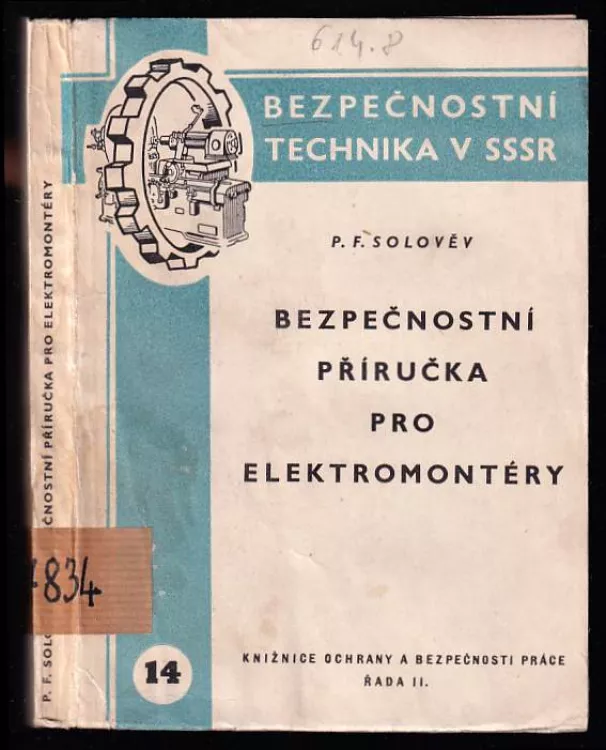 614.8
BEZPEČNOSTNÍ
TECHNIKA V SSSR
P. F. SOLOVĚV
BEZPEČNOSTNÍ
PŘÍRUČKA
PRO
ELEKTROMONTÉRY
14
KNIŽNICE OCHRANY A BEZPEČNOSTI PRÁCE
ŘADA II.
P. F. SOLO ČNOSTNÍ PŘÍRUČKA PRO ELEKTROMONTÉRY
834